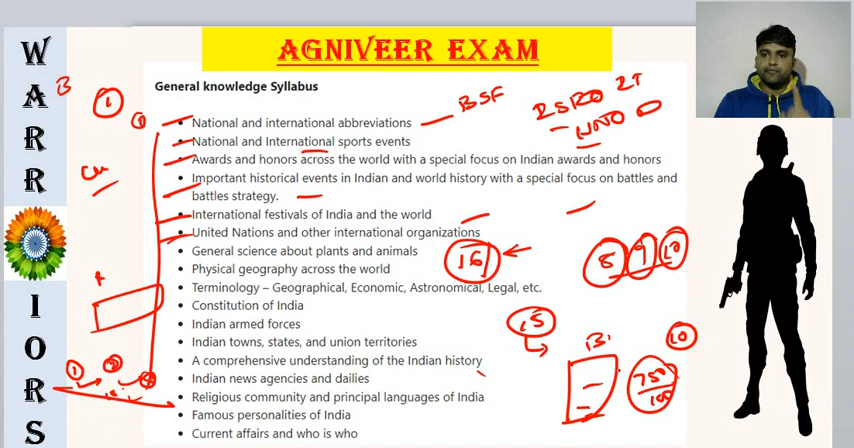 AGNIVEER EXAM
WARR
IORS
General knowledge Syllabus
• National and international abbreviations
• National and International sports events
• Awards and honors across the world with a special focus on Indian awards and honors
• Important historical events in Indian and world history with a special focus on battles and
battles strategy.
• International festivals of India and the world
• United Nations and other international organizations
• General science about plants and animals
• Physical geography across the world
• Terminology – Geographical, Economic, Astronomical, Legal, etc.
• Constitution of India
• Indian armed forces
• Indian towns, states, and union territories
• A comprehensive understanding of the Indian history
• Indian news agencies and dailies
• Religious community and principal languages of India
• Famous personalities of India
• Current affairs and who is who
BSF
16
8 9 10
15
10
B
1